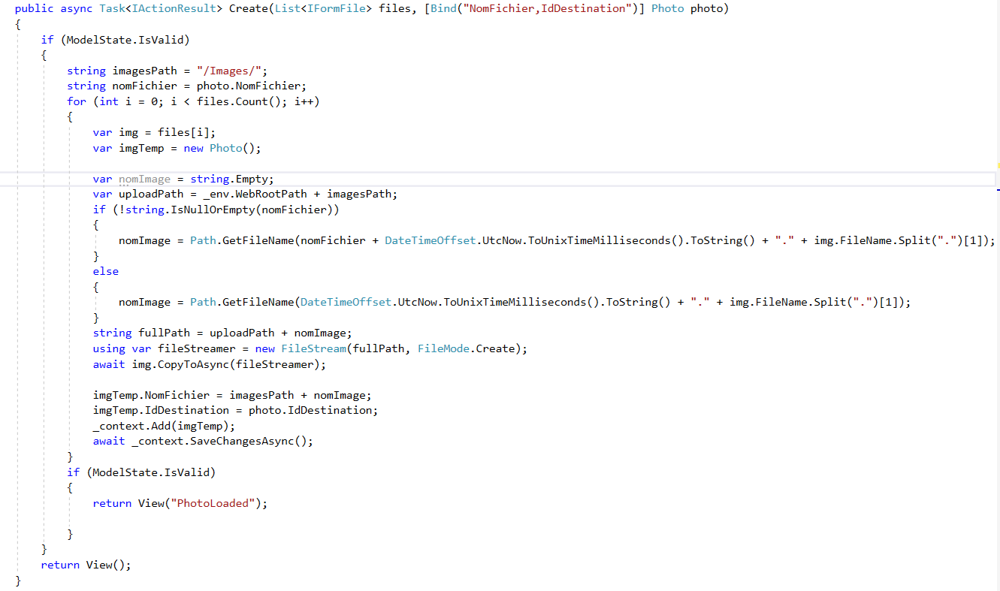 public async Task<IActionResult> Create(List<IFormFile> files, [Bind("NomFichier,IdDestination")] Photo photo)
{
    if (ModelState.IsValid)
    {
        string imagesPath = "/Images/";
        string nomFichier = photo.NomFichier;
        for (int i = 0; i < files.Count(); i++)
        {
            var img = files[i];
            var imgTemp = new Photo();

            var nomImage = string.Empty;
            var uploadPath = _env.WebRootPath + imagesPath;
            if (!string.IsNullOrEmpty(nomFichier))
            {
                nomImage = Path.GetFileName(nomFichier + DateTimeOffset.UtcNow.ToUnixTimeMilliseconds().ToString() + "." + img.FileName.Split(".")[1]);
            }
            else
            {
                nomImage = Path.GetFileName(DateTimeOffset.UtcNow.ToUnixTimeMilliseconds().ToString() + "." + img.FileName.Split(".")[1]);
            }
            string fullPath = uploadPath + nomImage;
            using var fileStreamer = new FileStream(fullPath, FileMode.Create);
            await img.CopyToAsync(fileStreamer);

            imgTemp.NomFichier = imagesPath + nomImage;
            imgTemp.IdDestination = photo.IdDestination;
            _context.Add(imgTemp);
            await _context.SaveChangesAsync();
        }
        if (ModelState.IsValid)
        {
            return View("PhotoLoaded");

        }
    }
    return View();
}